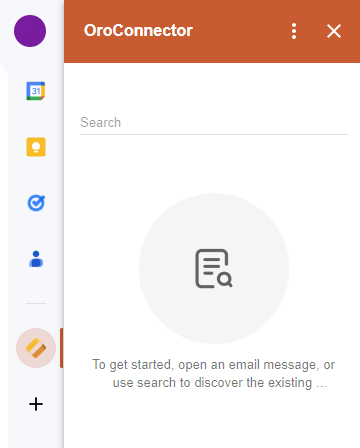 OroConnector
31
Search
To get started, open an email message, or
use search to discover the existing ...